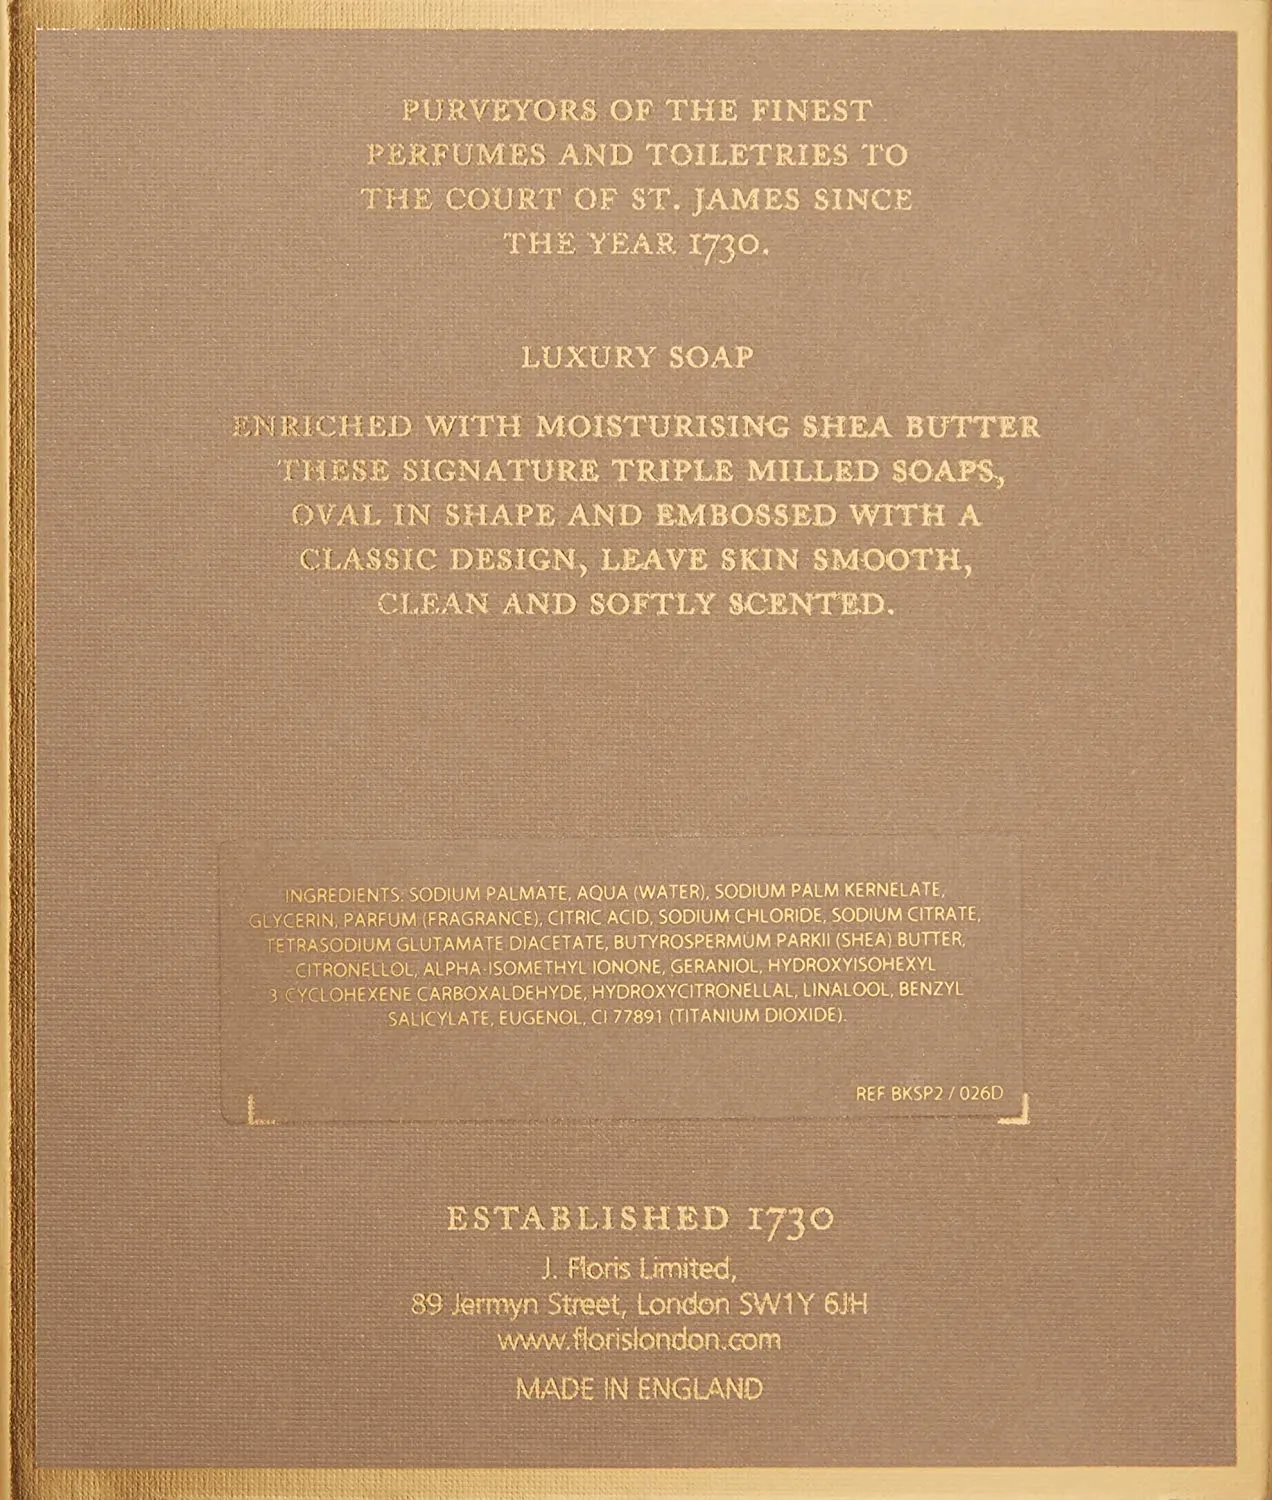 PURVEYORS OF THE FINEST
PERFUMES AND TOILETRIES TO
THE COURT OF ST. JAMES SINCE
THE YEAR 1730.
LUXURY SOAP
ENRICHED WITH MOISTURISING SHEA BUTTER
THESE SIGNATURE TRIPLE MILLED SOAPS,
OVAL IN SHAPE AND EMBOSSED WITH A
CLASSIC DESIGN, LEAVE SKIN SMOOTH,
CLEAN AND SOFTLY SCENTED.
INGREDIENTS: SODIUM PALMATE, AQUA (WATER), SODIUM PALM KERNELATE,
GLYCERIN, PARFUM (FRAGRANCE), CITRIC ACID, SODIUM CHLORIDE, SODIUM CITRATE,
TETRASODIUM GLUTAMATE DIACETATE, BUTYROSPERMUM PARKII (SHEA) BUTTER,
CITRONELLOL, ALPHA-ISOMETHYL IONONE, GERANIOL, HYDROXYISOHEXYL
3 CYCLOHEXENE CARBOXALDEHYDE, HYDROXYCITRONELLAL, LINALOOL, BENZYL
SALICYLATE, EUGENOL, CI 77891 (TITANIUM DIOXIDE).
REF BKSP2 / 026D
ESTABLISHED 1730
J. Floris Limited,
89 Jermyn Street, London SW1Y 6JH
www.florislondon.com
MADE IN ENGLAND